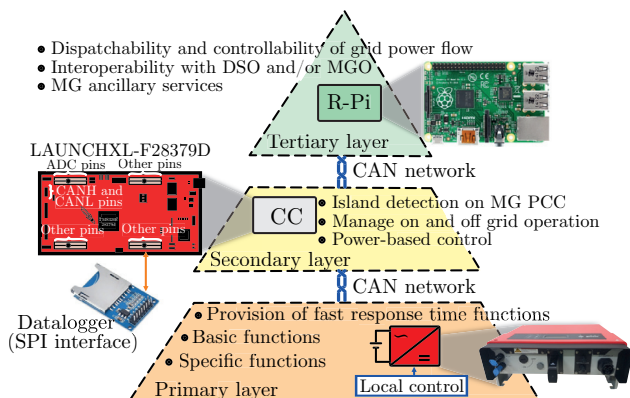 • Dispatchability and controllability of grid power flow
• Interoperability with DSO and/or MGO
• MG ancillary services
R-Pi
Tertiary layer
CAN network
LAUNCHXL-F28379D
ADC pins
Other pins
CANH and
CANL pins
Other pins
Other pins
CC
• Island detection on MG PCC
• Manage on and off grid operation
• Power-based control
Secondary layer
CAN network
Datalogger
(SPI interface)
• Provision of fast response time functions
• Basic functions
• Specific functions
Local control
Primary layer